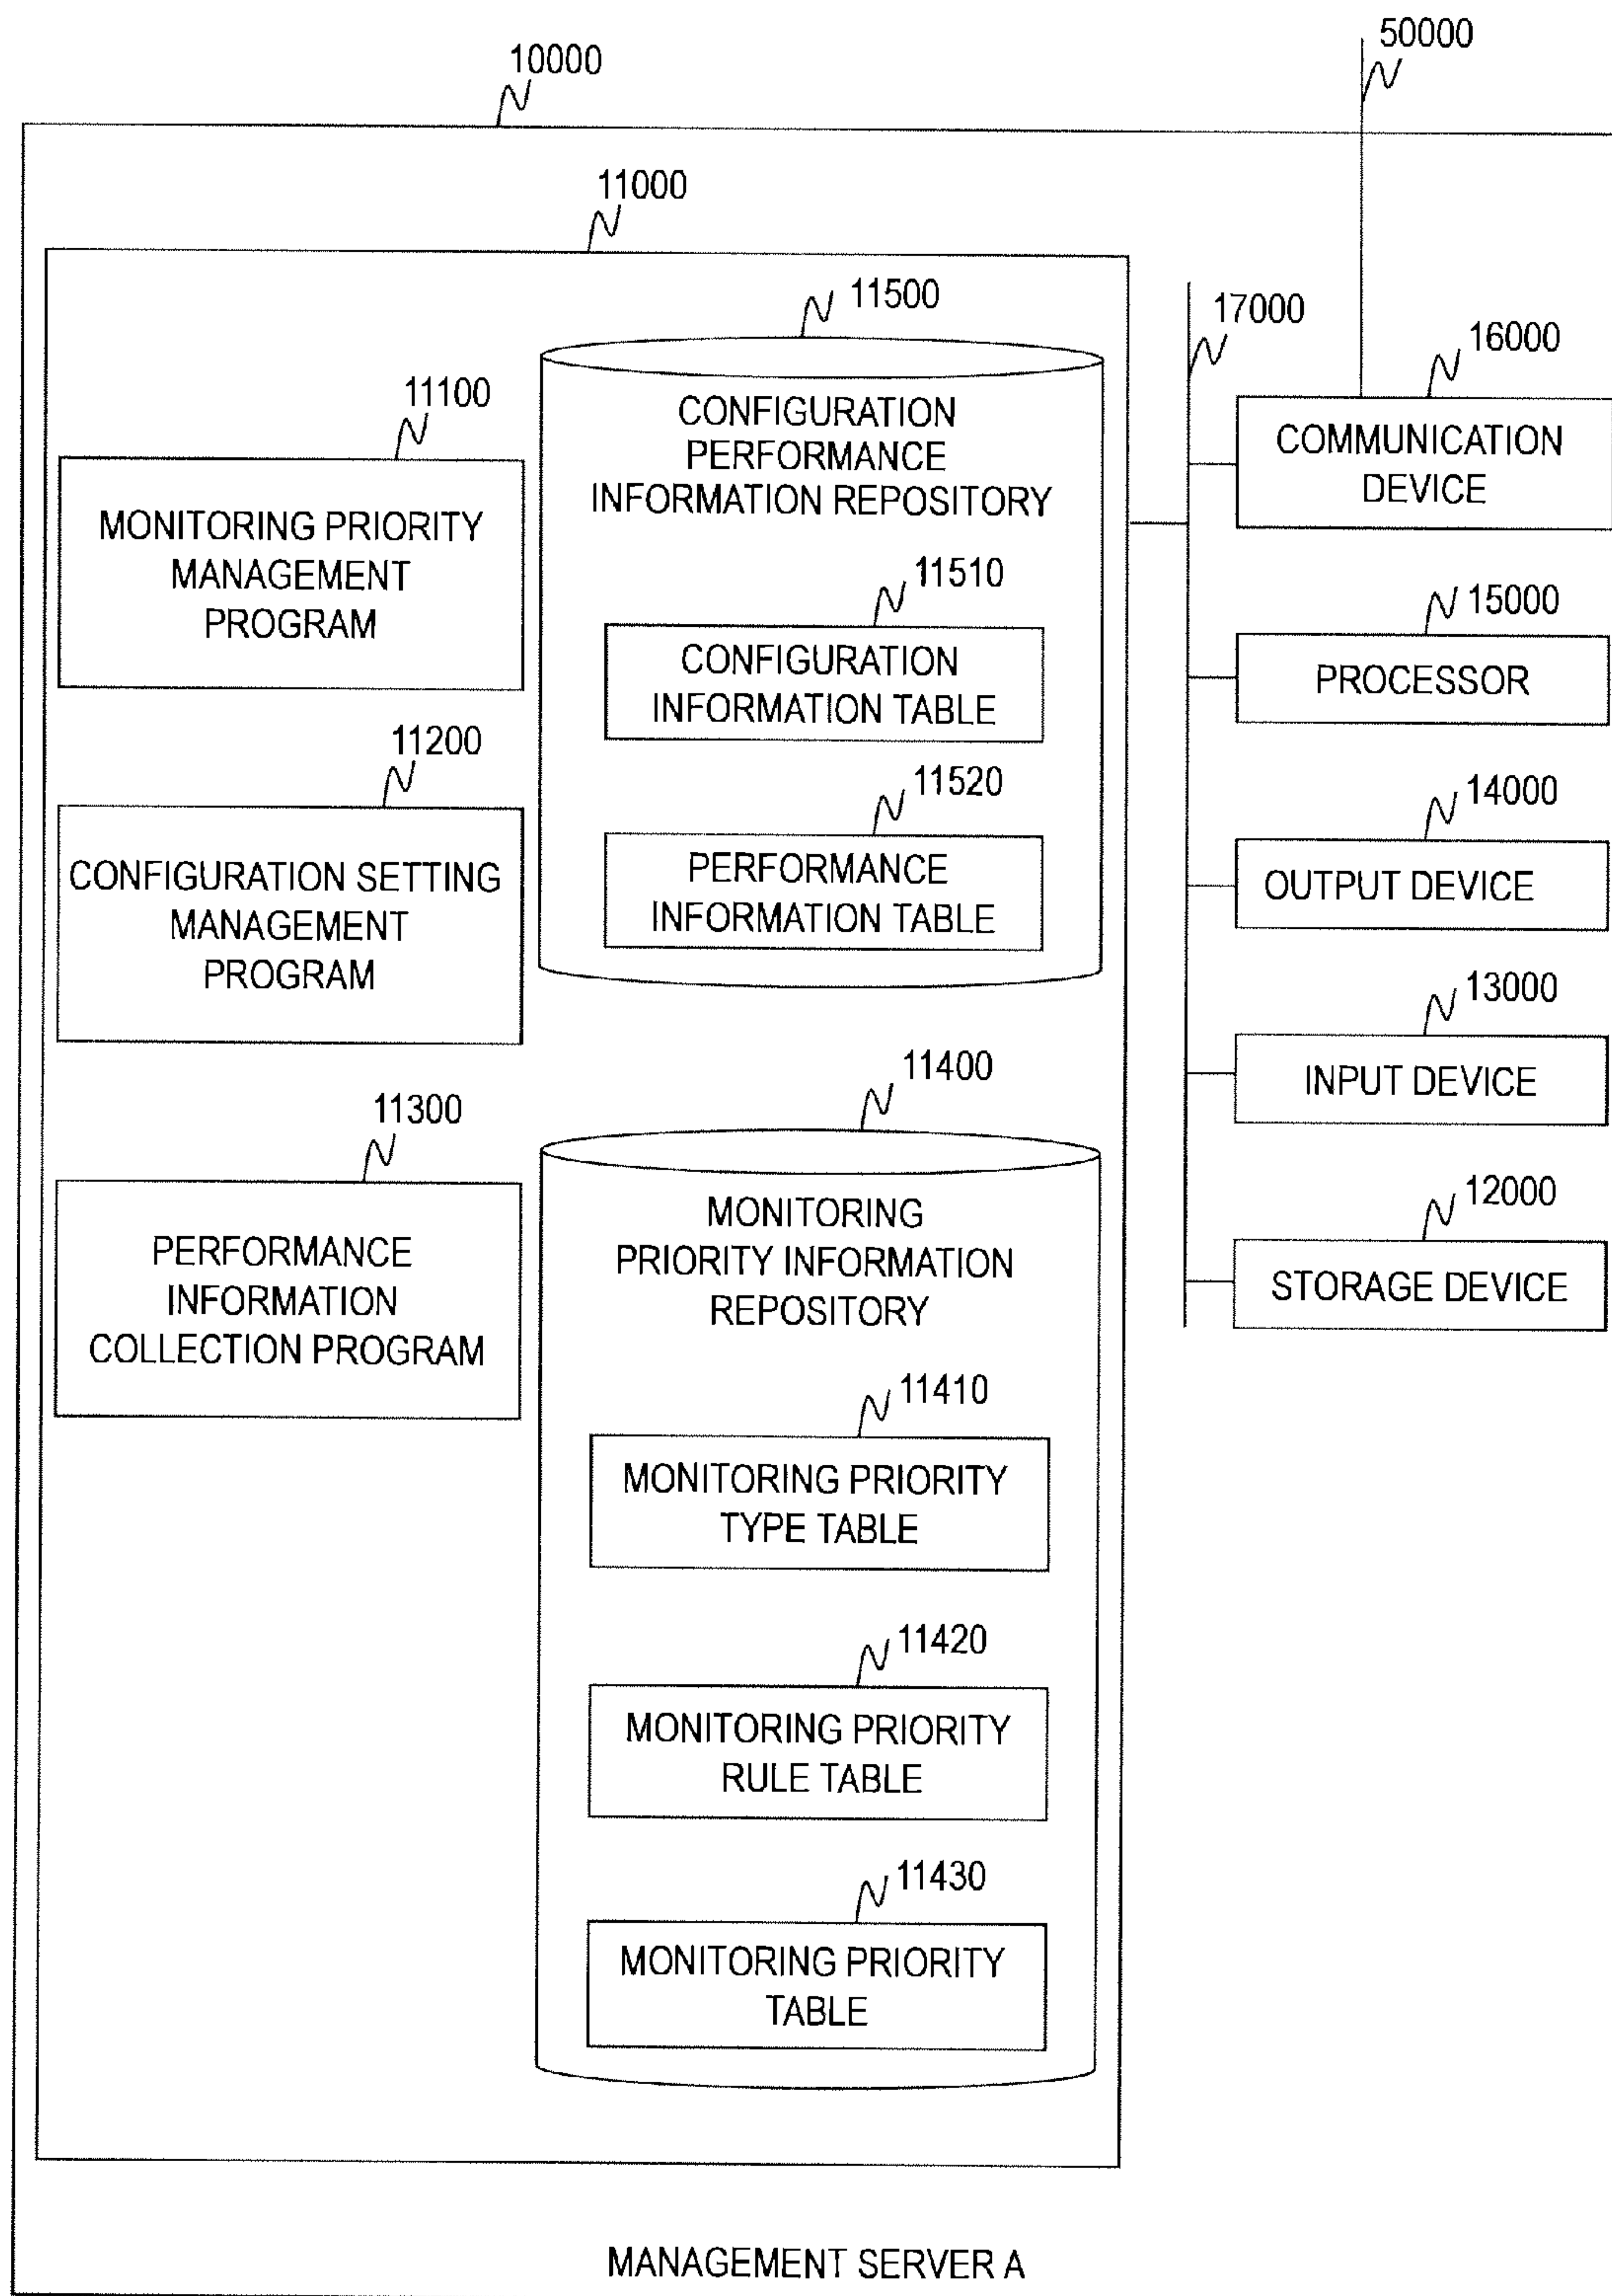 50000
10000
11000
11500
17000
16000
CONFIGURATION
PERFORMANCE
INFORMATION REPOSITORY
COMMUNICATION
DEVICE
11100
MONITORING PRIORITY
MANAGEMENT
PROGRAM
11510
CONFIGURATION
INFORMATION TABLE
15000
PROCESSOR
11200
CONFIGURATION SETTING
MANAGEMENT
PROGRAM
11520
PERFORMANCE
INFORMATION TABLE
14000
OUTPUT DEVICE
13000
INPUT DEVICE
11300
PERFORMANCE
INFORMATION
COLLECTION PROGRAM
11400
MONITORING
PRIORITY INFORMATION
REPOSITORY
12000
STORAGE DEVICE
11410
MONITORING PRIORITY
TYPE TABLE
11420
MONITORING PRIORITY
RULE TABLE
11430
MONITORING PRIORITY
TABLE
MANAGEMENT SERVER A